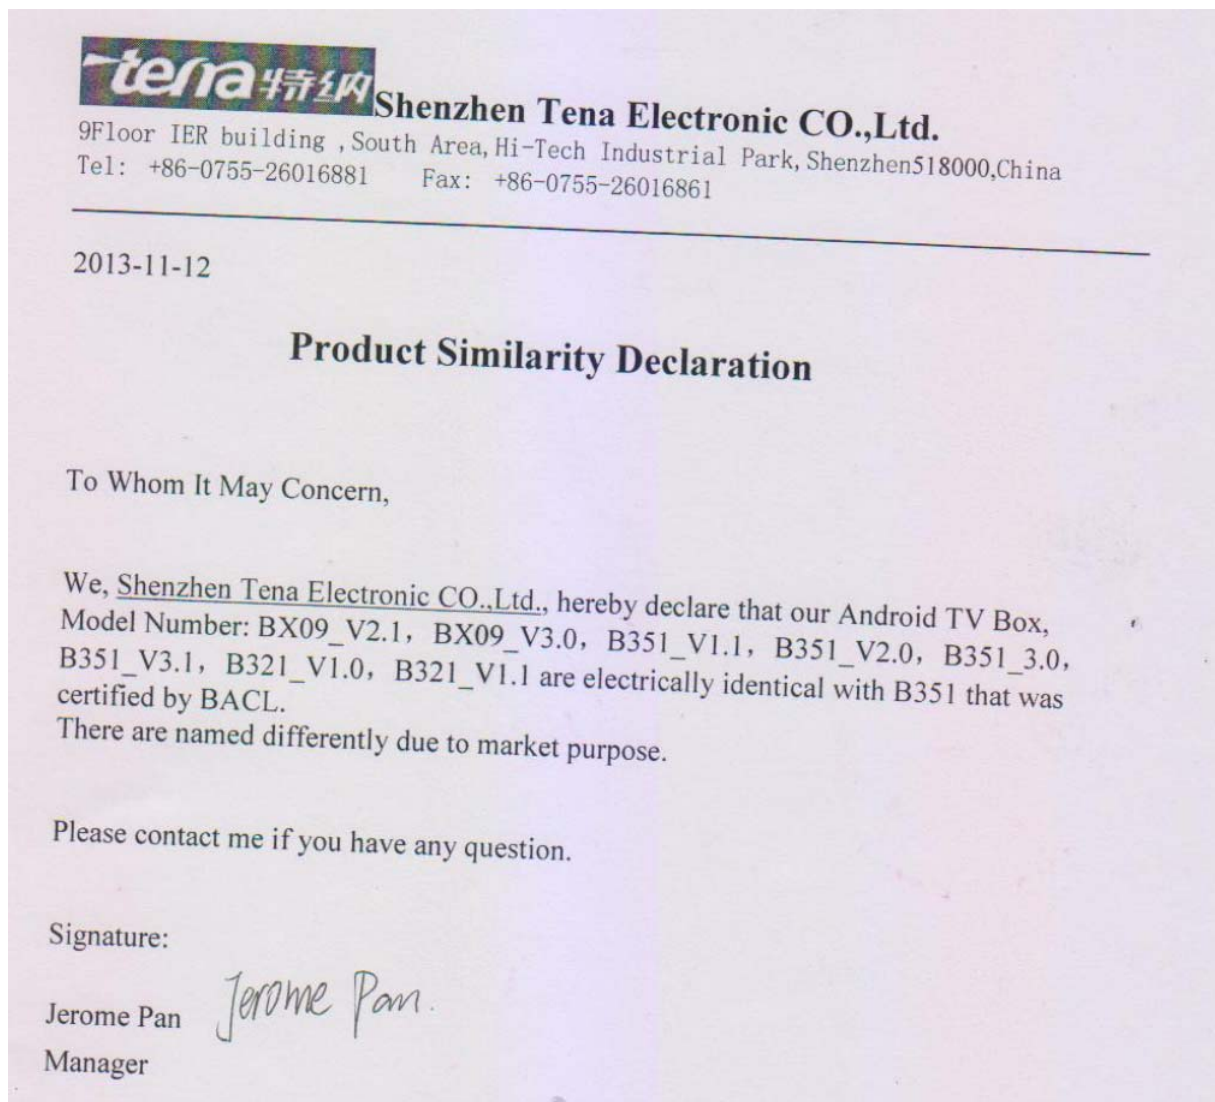 terra特纳 Shenzhen Tena Electronic CO.,Ltd.
9Floor IER building ,South Area,Hi-Tech Industrial Park,Shenzhen518000,China
Tel: +86-0755-26016881 Fax: +86-0755-26016861
2013-11-12
Product Similarity Declaration
To Whom It May Concern,
We, Shenzhen Tena Electronic CO.,Ltd., hereby declare that our Android TV Box,
Model Number: BX09_V2.1，BX09_V3.0，B351_V1.1，B351_V2.0，B351_3.0，
B351_V3.1，B321_V1.0，B321_V1.1 are electrically identical with B351 that was
certified by BACL.
There are named differently due to market purpose.
Please contact me if you have any question.
Signature:
Jerome Pan Jerome Pan.
Manager